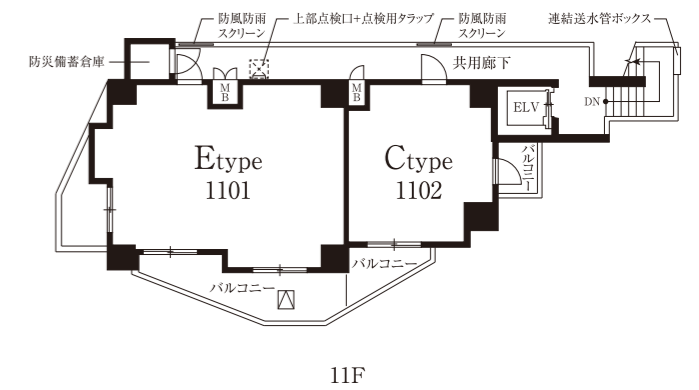 防風防雨
スクリーン
上部点検口+点検用タラップ
防風防雨
スクリーン
連結送水管ボックス
防災備蓄倉庫
共用廊下
MB
MB
ELV
DN
Etype
1101
Ctype
1102
バルコニー
バルコニー
バルコニー
11F